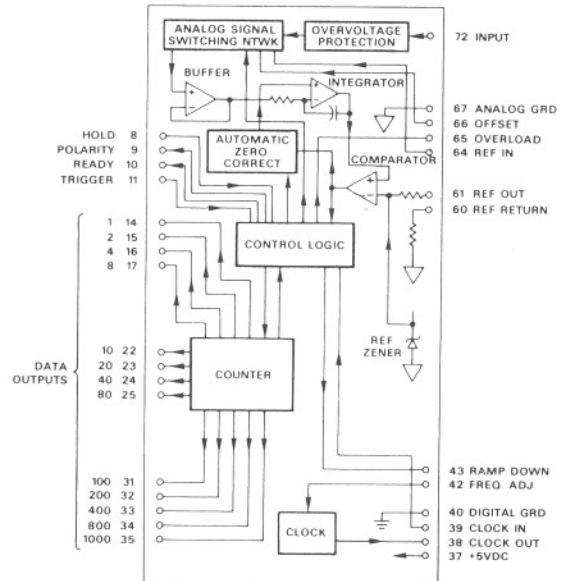 ANALOG SIGNAL
SWITCHING NTWK
OVERVOLTAGE
PROTECTION
72 INPUT
BUFFER
INTEGRATOR
+
−
+
−
67 ANALOG GRD
66 OFFSET
65 OVERLOAD
64 REF IN
HOLD 8
POLARITY 9
READY 10
TRIGGER 11
AUTOMATIC
ZERO
CORRECT
COMPARATOR
+
−
61 REF OUT
60 REF RETURN
1 14
2 15
4 16
8 17
CONTROL LOGIC
REF
ZENER
DATA
OUTPUTS
10 22
20 23
40 24
80 25
COUNTER
100 31
200 32
400 33
800 34
1000 35
43 RAMP DOWN
42 FREQ ADJ
40 DIGITAL GRD
39 CLOCK IN
38 CLOCK OUT
37 +5VDC
CLOCK